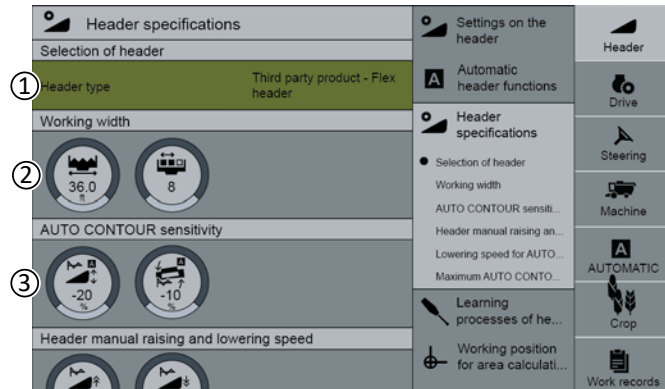 Header specifications
Selection of header
1
Header type
Third party product - Flex
header
Working width
2
36.0
ft
8
AUTO CONTOUR sensitivity
3
A
-20
%
A
-10
%
Header manual raising and lowering speed
Settings on the
header
A
Automatic
header functions
Header
specifications
Selection of header
Working width
AUTO CONTOUR sensiti...
Header manual raising an...
Lowering speed for AUTO...
Maximum AUTO CONTO...
Learning
processes of he...
Working position
for area calculati...
Header
Drive
Steering
Machine
A
AUTOMATIC
Crop
Work records